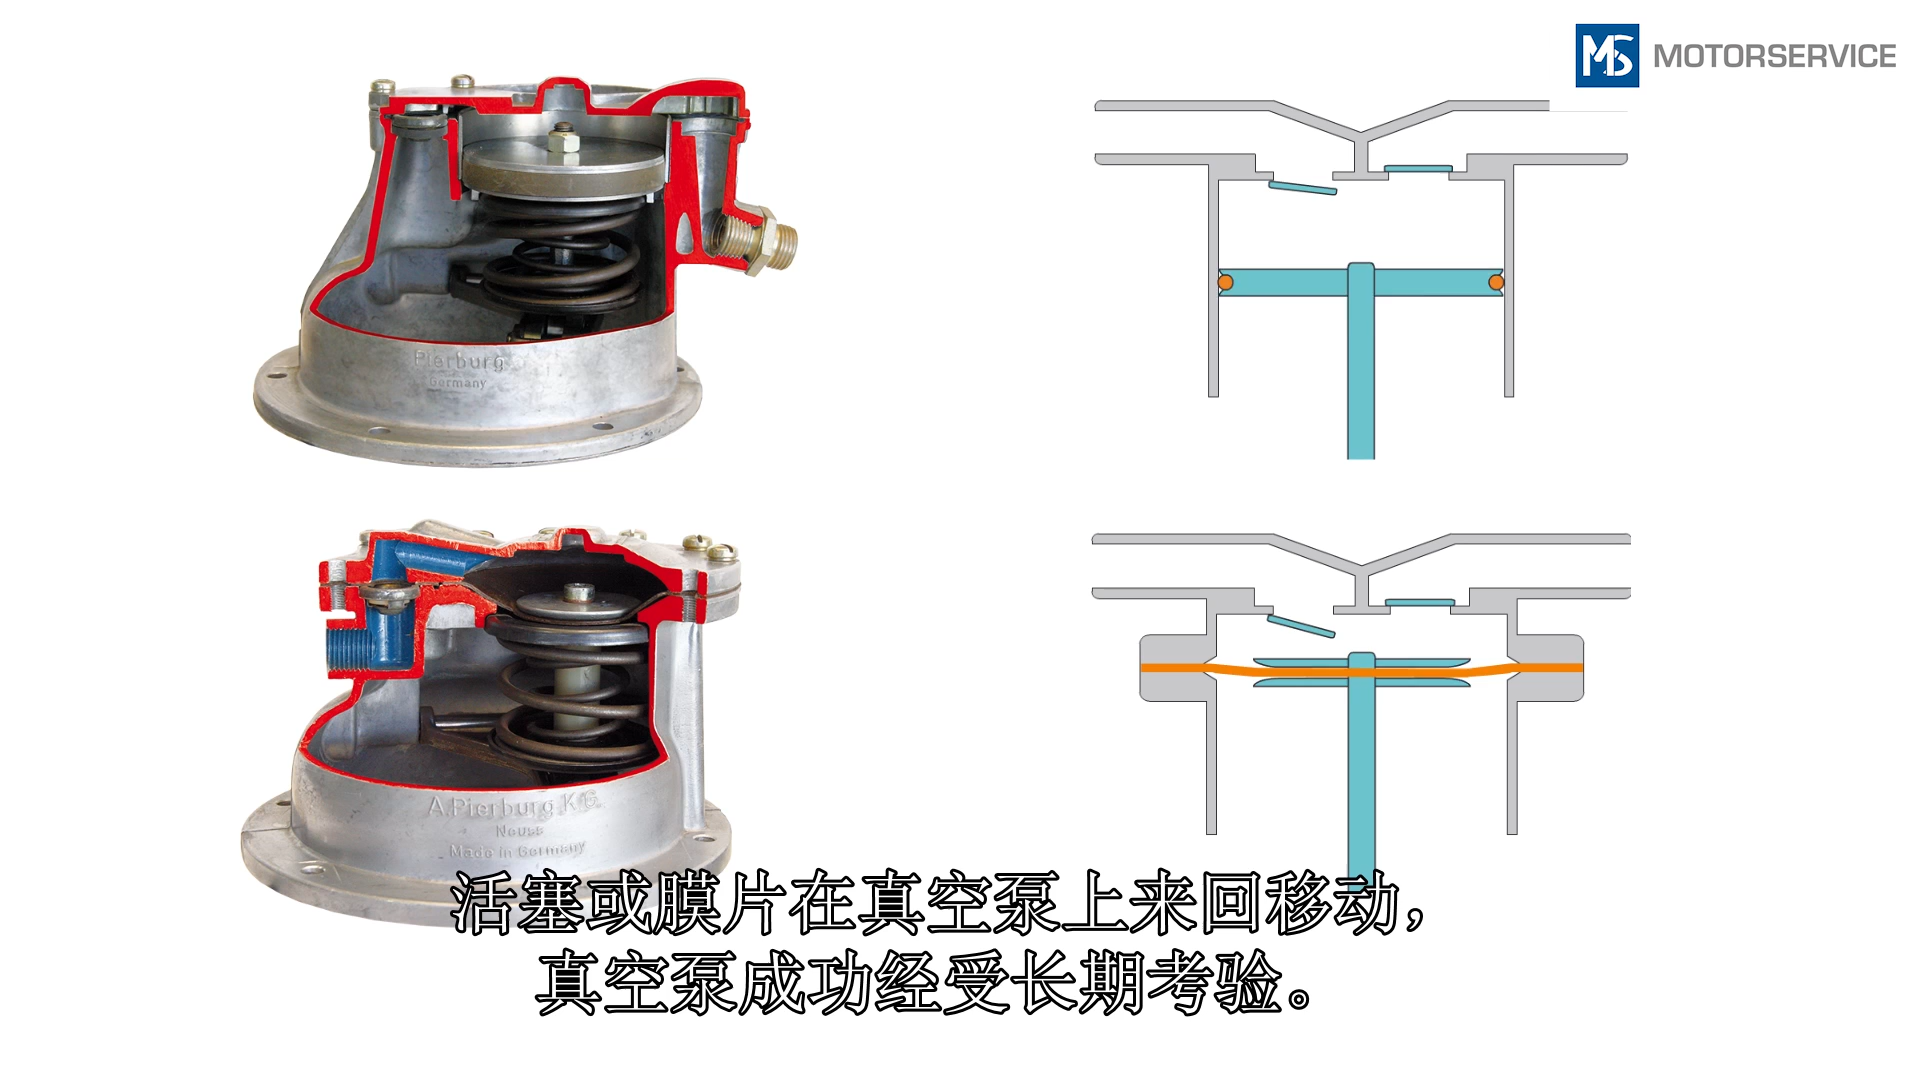 MS MOTORSERVICE
Pierburg
Germany
A.Pierburg KG
Neuss
Made in Germany
活塞或膜片在真空泵上来回移动，
真空泵成功经受长期考验。